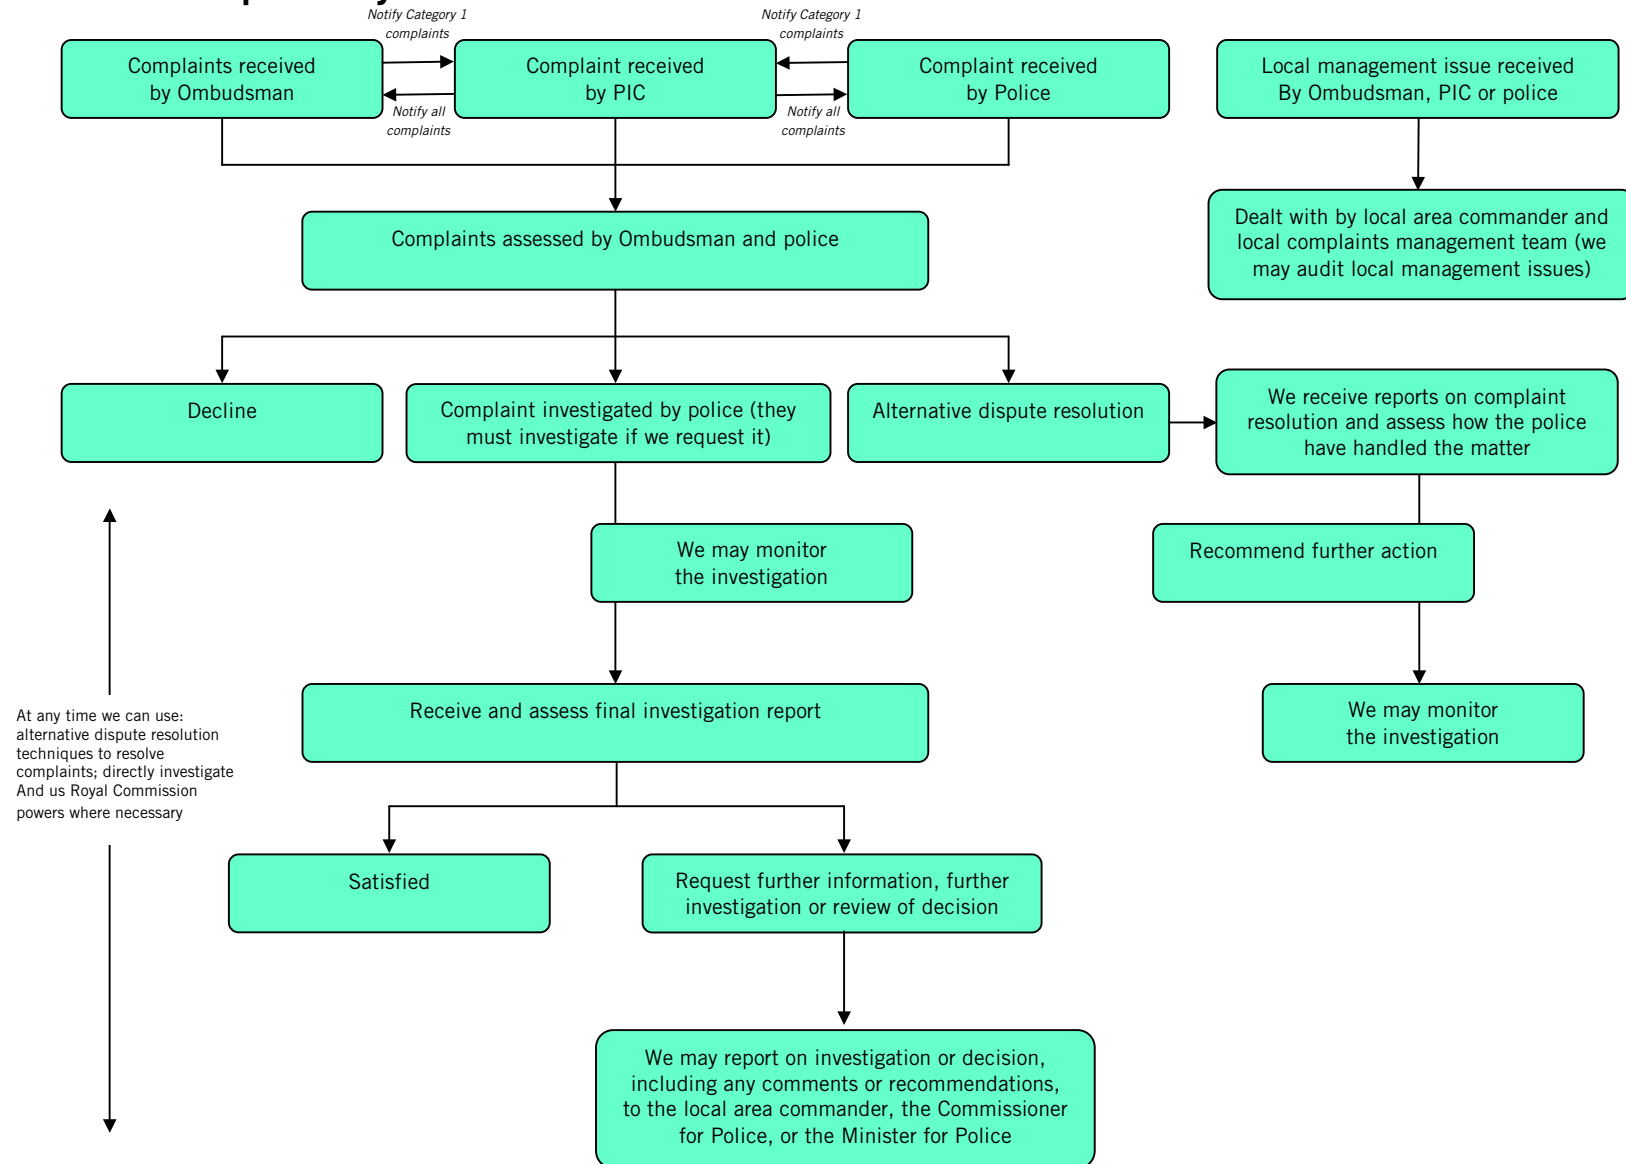 Notify Category 1
complaints
Notify Category 1
complaints
Complaints received
by Ombudsman
Complaint received
by PIC
Complaint received
by Police
Local management issue received
By Ombudsman, PIC or police
Notify all
complaints
Notify all
complaints
Dealt with by local area commander and
local complaints management team (we
may audit local management issues)
Complaints assessed by Ombudsman and police
Decline
Complaint investigated by police (they
must investigate if we request it)
Alternative dispute resolution
We receive reports on complaint
resolution and assess how the police
have handled the matter
We may monitor
the investigation
Recommend further action
Receive and assess final investigation report
We may monitor
the investigation
At any time we can use:
alternative dispute resolution
techniques to resolve
complaints; directly investigate
And us Royal Commission
powers where necessary
Satisfied
Request further information, further
investigation or review of decision
We may report on investigation or decision,
including any comments or recommendations,
to the local area commander, the Commissioner
for Police, or the Minister for Police